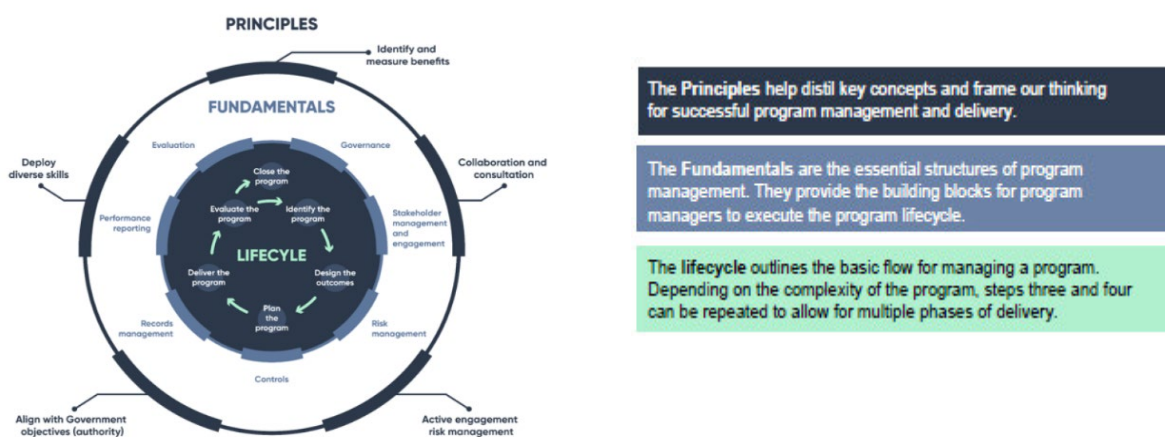 PRINCIPLES
Identify and
measure benefits
FUNDAMENTALS
Evaluation
Governance
Deploy
diverse skills
Collaboration and
consultation
Close the
program
Evaluate the
program
Identify the
program
Performance
reporting
Stakeholder
management
and
engagement
LIFECYLE
Deliver the
program
Design the
outcomes
Plan
the
program
Records
management
Risk
management
Controls
Align with Government
objectives (authority)
Active engagement
risk management
The Principles help distil key concepts and frame our thinking
for successful program management and delivery.
The Fundamentals are the essential structures of program
management. They provide the building blocks for program
managers to execute the program lifecycle.
The lifecycle outlines the basic flow for managing a program.
Depending on the complexity of the program, steps three and four
can be repeated to allow for multiple phases of delivery.